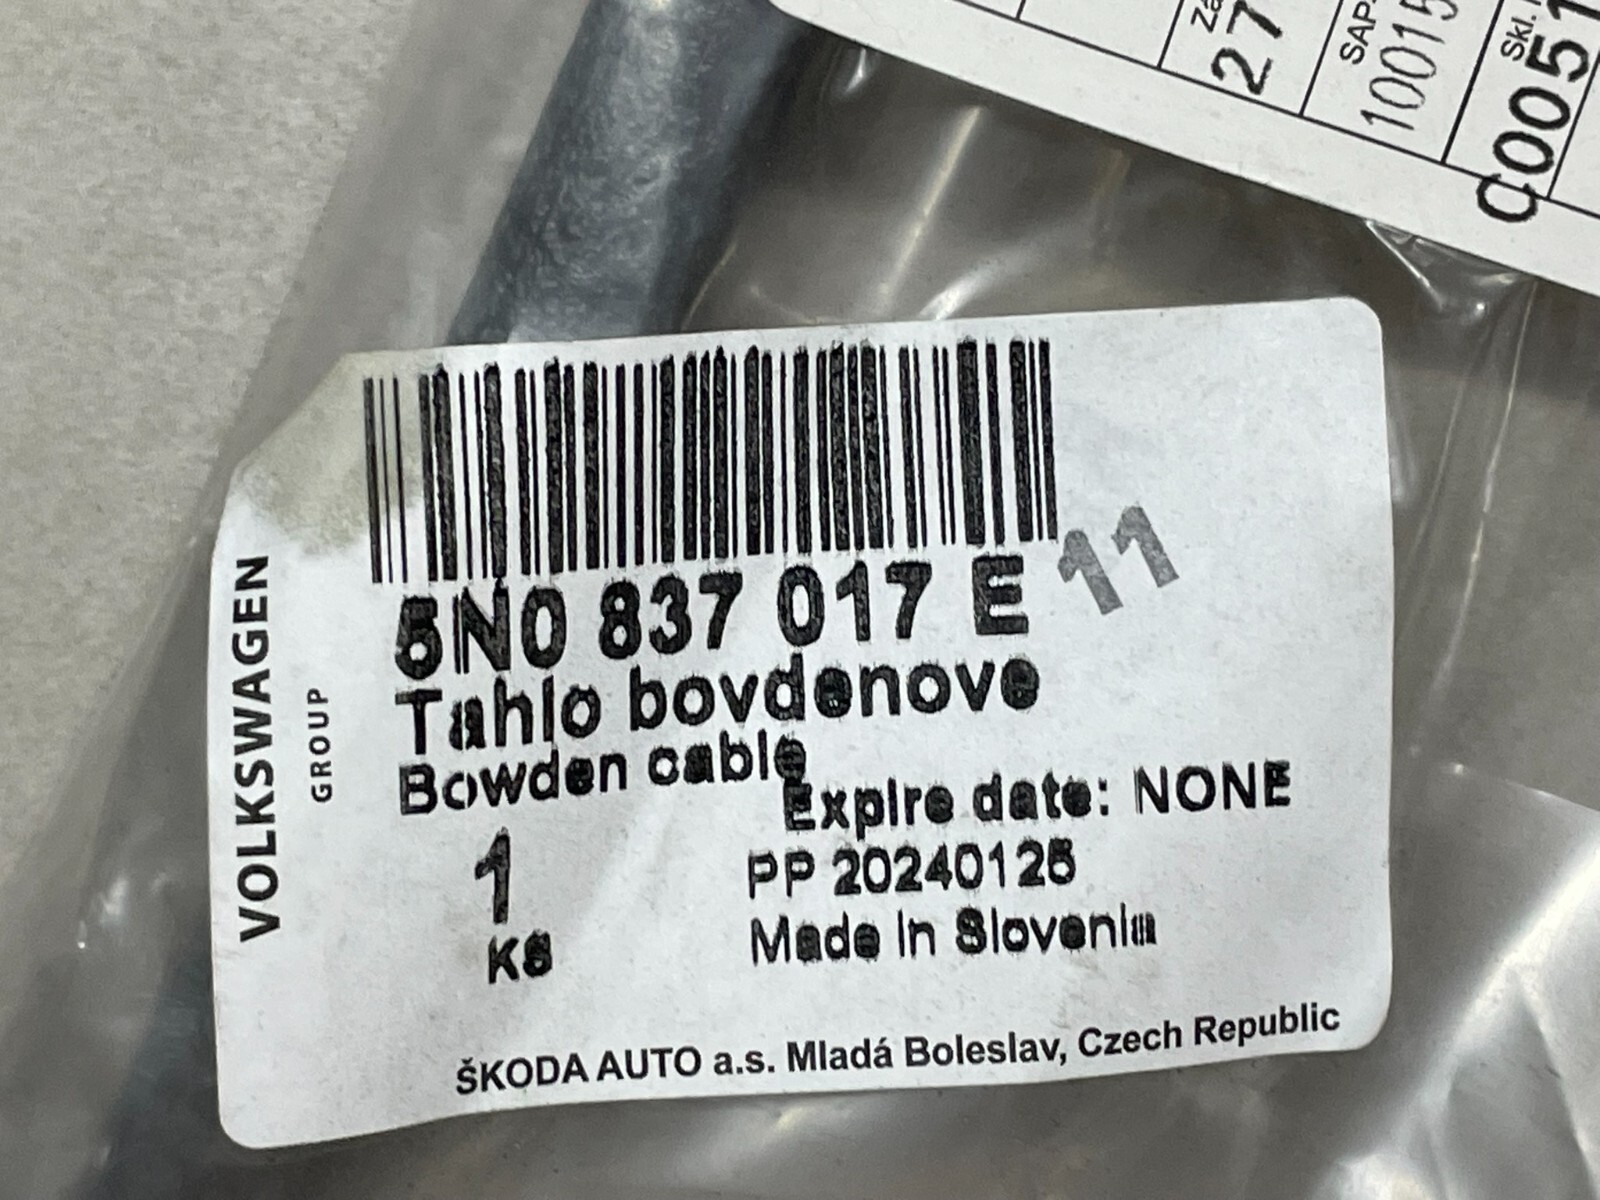 27
SAP.
10015
Skl.
C0051
VOLKSWAGEN
GROUP
5N0 837 017 E
11
Tahlo bovdenove
Bowden cable
Expire date: NONE
1
KS
PP 20240125
Made in Slovenia
ŠKODA AUTO a.s. Mladá Boleslav, Czech Republic